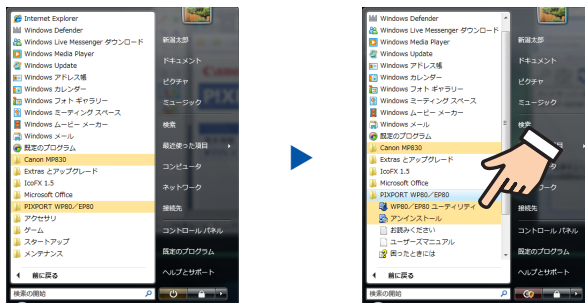 Internet Explorer
Windows Defender
Windows Live Messenger ダウンロード
Windows Media Player
Windows Update
Windows アドレス帳
Windows カレンダー
Windows フォト ギャラリー
Windows ミーティング スペース
Windows ムービー メーカー
Windows メール
既定のプログラム
Canon MP830
Extras とアップグレード
IcoFX 1.5
Microsoft Office
PIXPORT WP80/EP80
アクセサリ
ゲーム
スタートアップ
メンテナンス
前に戻る
検索の開始
新潟太郎
ドキュメント
ピクチャ
ミュージック
検索
最近使った項目
コンピュータ
ネットワーク
接続先
コントロール パネル
既定のプログラム
ヘルプとサポート
Windows Defender
Windows Live Messenger ダウンロード
Windows Media Player
Windows Update
Windows アドレス帳
Windows カレンダー
Windows フォト ギャラリー
Windows ミーティング スペース
Windows ムービー メーカー
Windows メール
既定のプログラム
Canon MP830
Extras とアップグレード
IcoFX 1.5
Microsoft Office
PIXPORT WP80/EP80
WP80/EP80 ユーティリティ
アンインストール
お読みください
ユーザーズマニュアル
困ったときには
前に戻る
検索の開始
新潟太郎
ドキュメント
ピクチャ
ミュージック
検索
項目
ータ
ーク
接続先
コントロール パネル
既定のプログラム
ヘルプとサポート